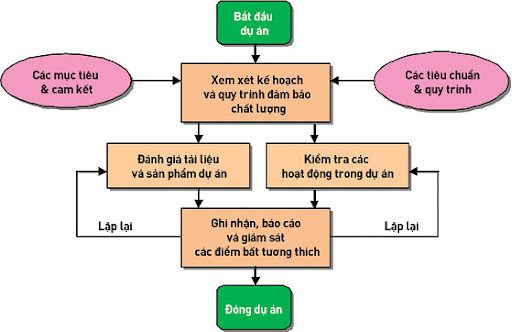 Bắt đầu
dự án
Các mục tiêu
& cam kết
Xem xét kế hoạch
và quy trình đảm bảo
chất lượng
Các tiêu chuẩn
& quy trình
Đánh giá tài liệu
và sản phẩm dự án
Kiểm tra các
hoạt động trong dự án
Lặp lại
Ghi nhận, báo cáo
và giám sát
các điểm bất tương thích
Lặp lại
Đóng dự án